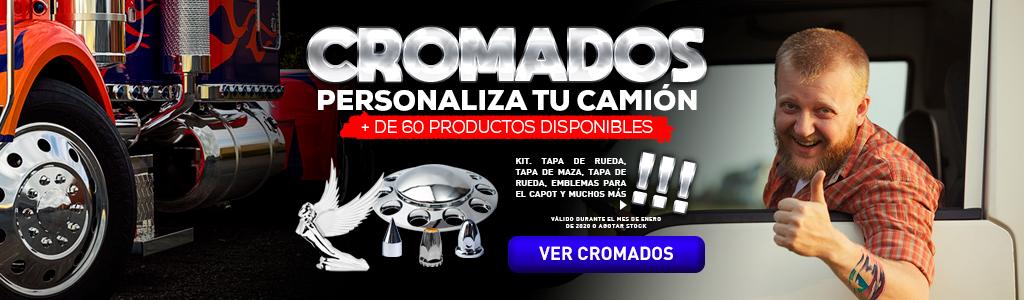 CROMADOS
PERSONALIZA TU CAMIÓN
+ DE 60 PRODUCTOS DISPONIBLES
KIT. TAPA DE RUEDA,
TAPA DE MAZA, TAPA DE
RUEDA, EMBLEMAS PARA
EL CAPOT Y MUCHOS MÁS
!!!
VÁLIDO DURANTE EL MES DE ENERO
DE 2020 O ABOTAR STOCK
VER CROMADOS